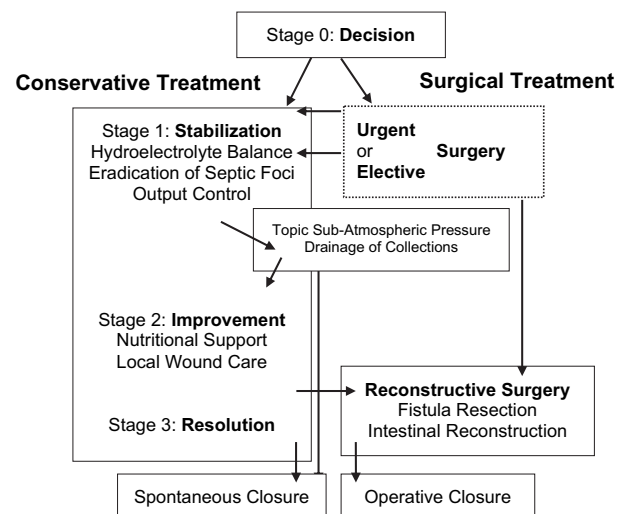 Stage 0: Decision
Conservative Treatment
Surgical Treatment
Stage 1: Stabilization
Hydroelectrolyte Balance
Eradication of Septic Foci
Output Control
Urgent
or Surgery
Elective
Topic Sub-Atmospheric Pressure
Drainage of Collections
Stage 2: Improvement
Nutritional Support
Local Wound Care
Reconstructive Surgery
Fistula Resection
Intestinal Reconstruction
Stage 3: Resolution
Spontaneous Closure
Operative Closure